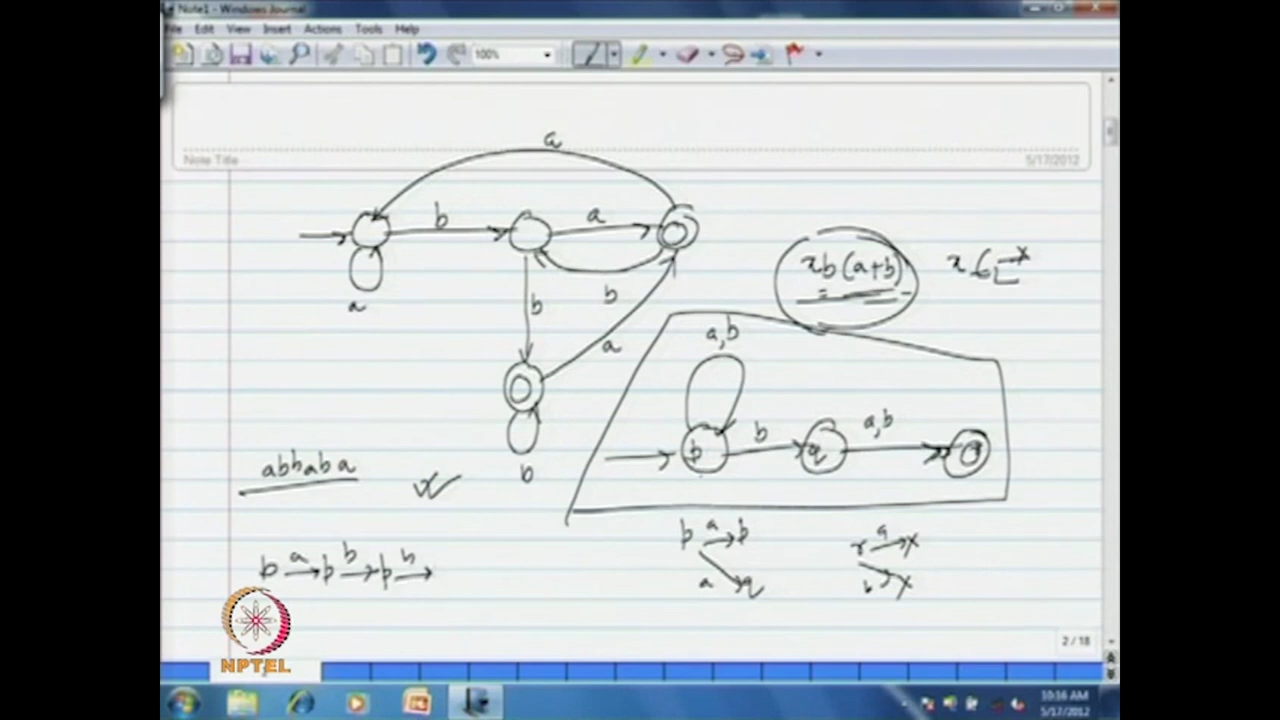 Note1 - Windows Journal
File Edit View Insert Actions Tools Help
100%
Note Title
5/17/2012
a
b
a
a
b
b
a
b
xb(a+b)
a,b
p
b
q
a,b
abbaba
p a→ p b→ p b→
p a→ p
a q
r a→ x
b x
2 / 18
NPTEL
10:16 AM
5/17/2012